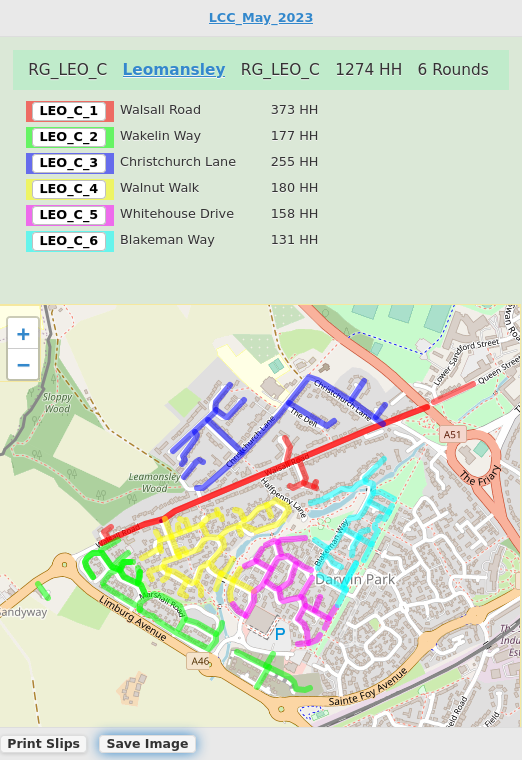 LCC_May_2023
RG_LEO_C Leomansley RG_LEO_C 1274 HH 6 Rounds
LEO_C_1 Walsall Road 373 HH
LEO_C_2 Wakelin Way 177 HH
LEO_C_3 Christchurch Lane 255 HH
LEO_C_4 Walnut Walk 180 HH
LEO_C_5 Whitehouse Drive 158 HH
LEO_C_6 Blakeman Way 131 HH
+
−
Lower Sandford Street
Queen Street
Sloppy
Wood
Christchurch Lane
The Dell
A51
Christchurch Lane
Walsall Road
The Friary
Leamonsley
Wood
Halfpenny Lane
Walsall Road
Blakeman Way
Darwin Park
Marshall Road
andyway
Limburg Avenue
P
A46
Sainte Foy Avenue
The
Indu
Est
Field
Print Slips
Save Image